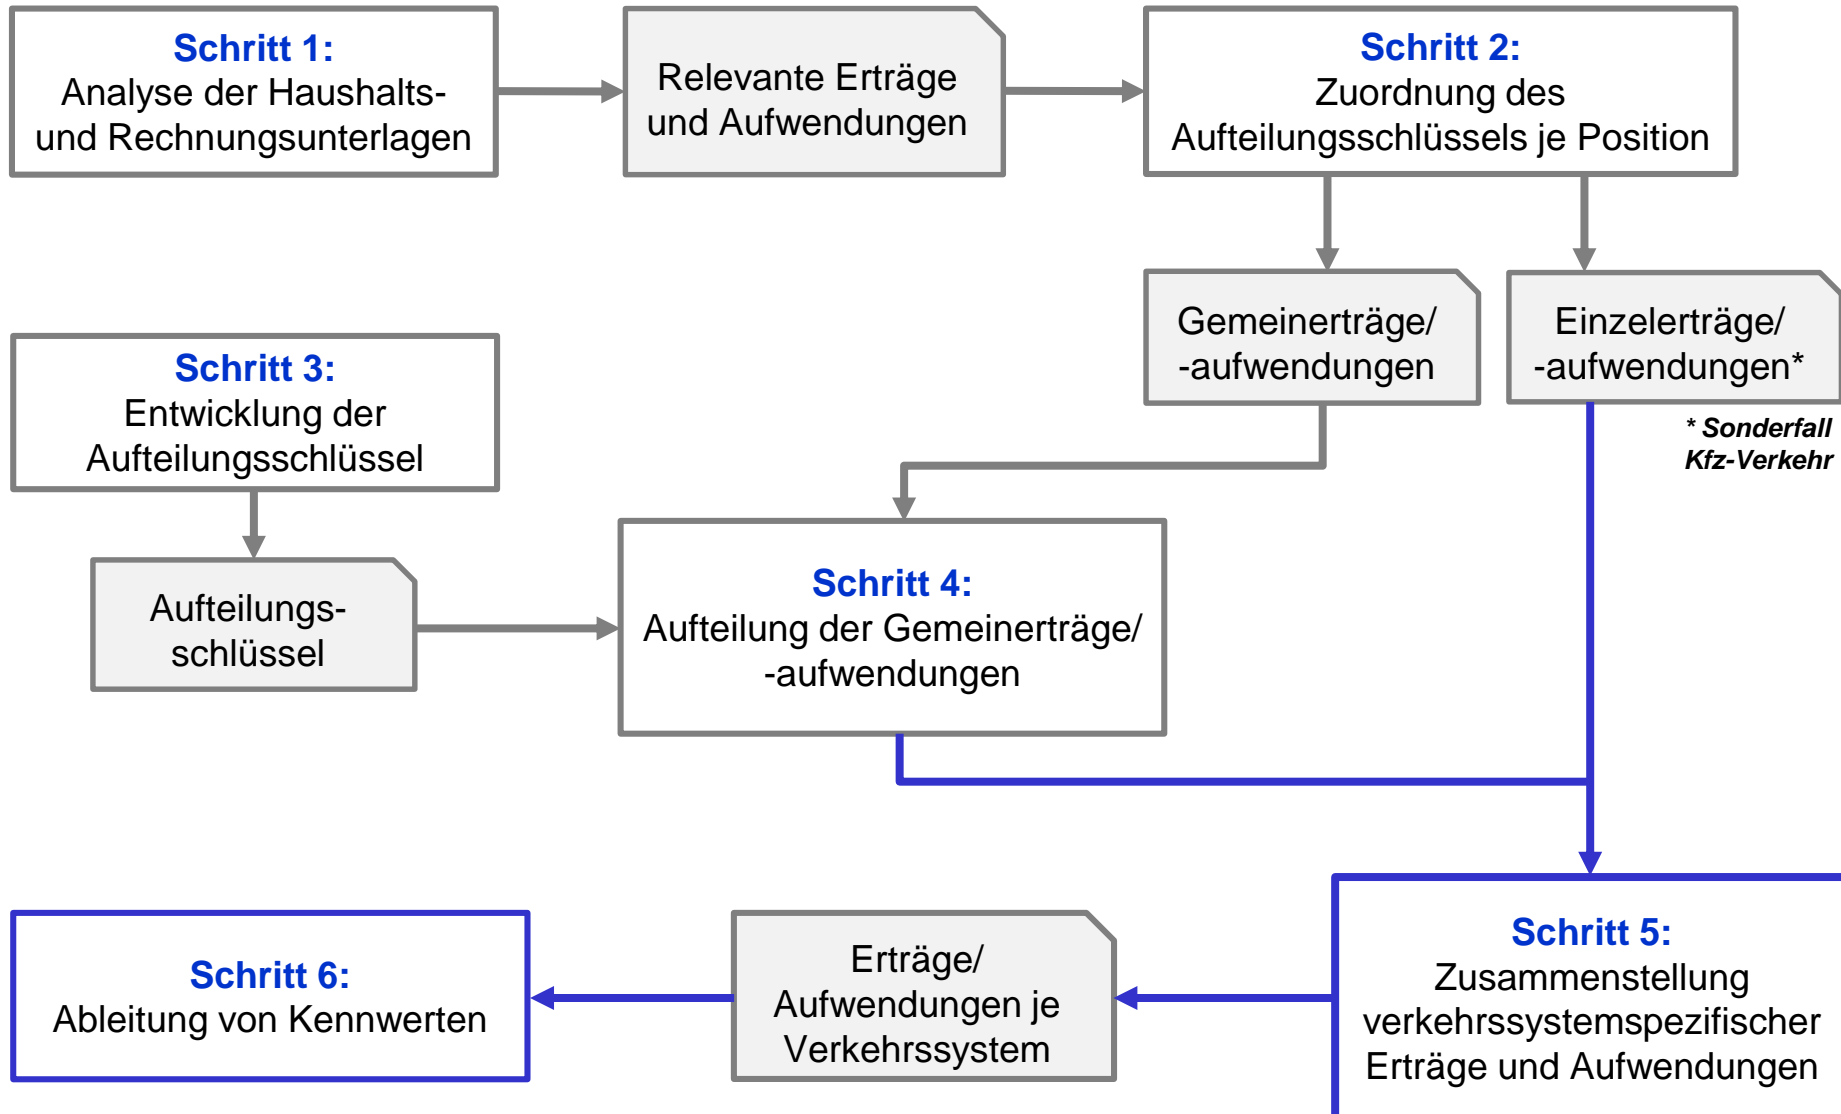 Schritt 1:
Analyse der Haushalts-
und Rechnungsunterlagen
Relevante Erträge
und Aufwendungen
Schritt 2:
Zuordnung des
Aufteilungsschlüssels je Position
Gemeinerträge/
-aufwendungen
Einzelerträge/
-aufwendungen*
* Sonderfall
Kfz-Verkehr
Schritt 3:
Entwicklung der
Aufteilungsschlüssel
Aufteilungs-
schlüssel
Schritt 4:
Aufteilung der Gemeinerträge/
-aufwendungen
Schritt 5:
Zusammenstellung
verkehrssystemspezifischer
Erträge und Aufwendungen
Erträge/
Aufwendungen je
Verkehrssystem
Schritt 6:
Ableitung von Kennwerten